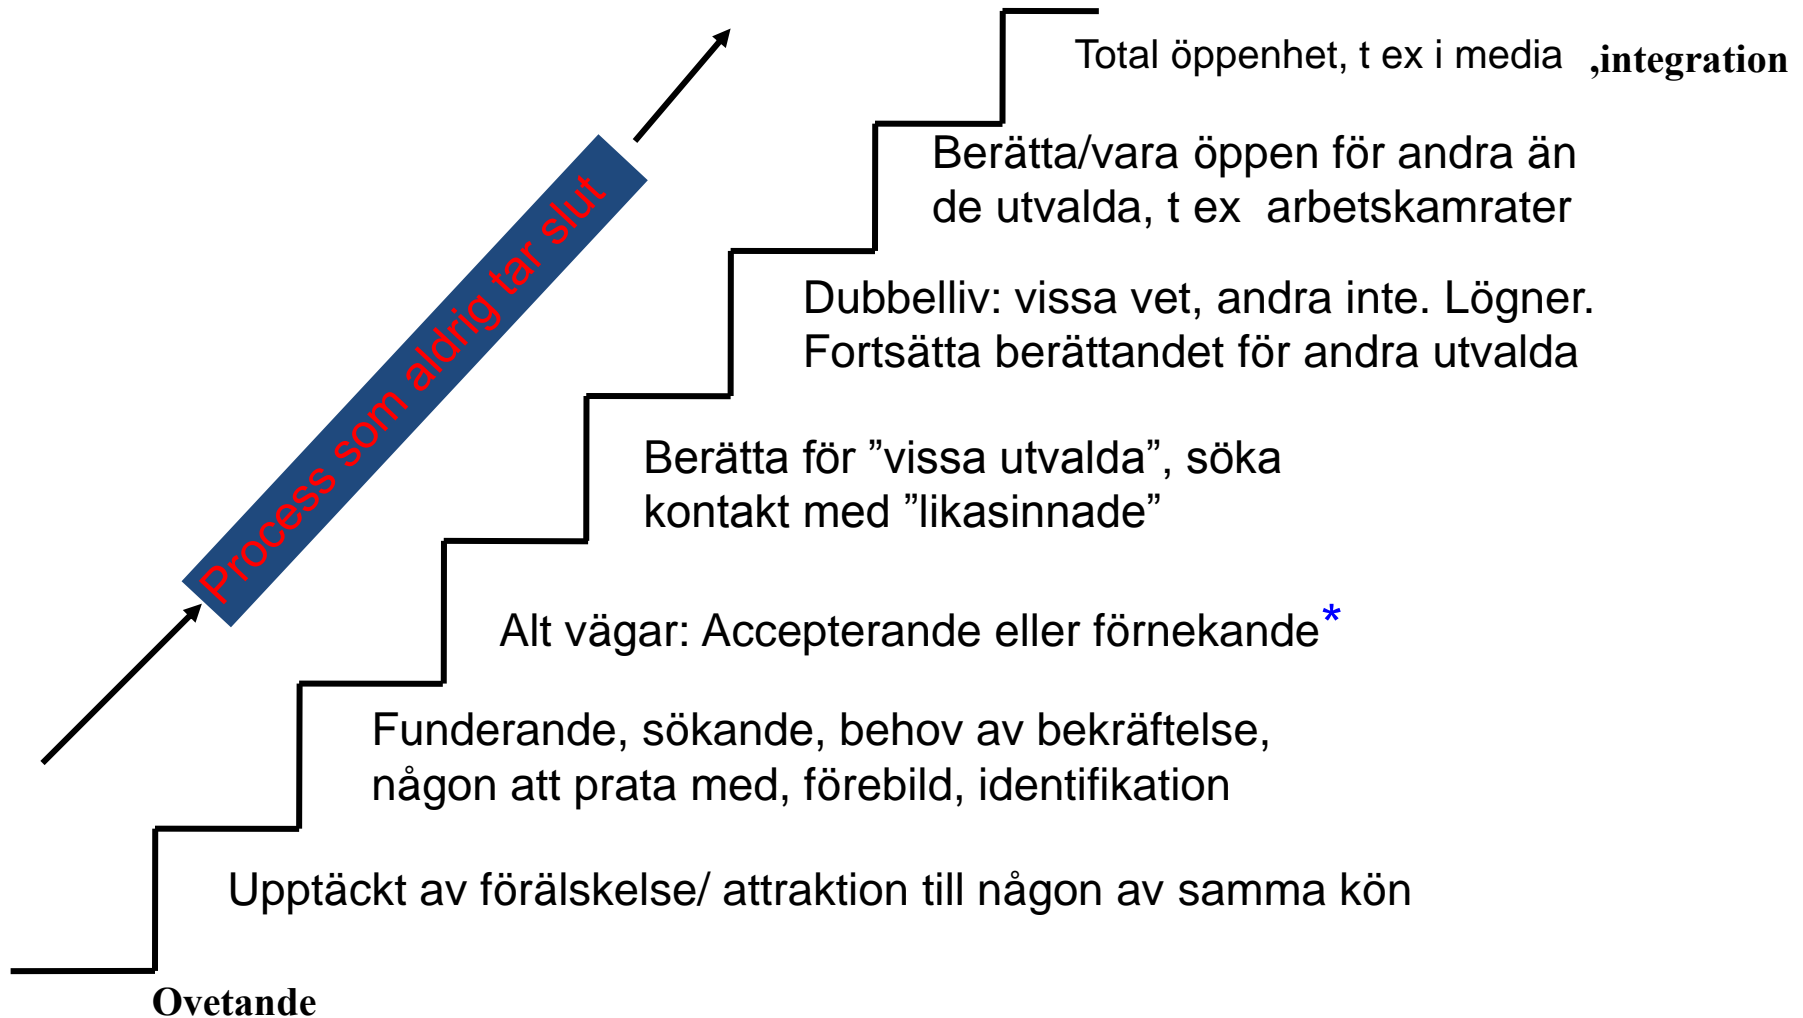 Total öppenhet, t ex i media ,integration
Berätta/vara öppen för andra än
de utvalda, t ex arbetskamrater
Dubbelliv: vissa vet, andra inte. Lögner.
Fortsätta berättandet för andra utvalda
Berätta för ”vissa utvalda”, söka
kontakt med ”likasinnade”
Alt vägar: Accepterande eller förnekande*
Funderande, sökande, behov av bekräftelse,
någon att prata med, förebild, identifikation
Upptäckt av förälskelse/ attraktion till någon av samma kön
Ovetande
Process som aldrig tar slut